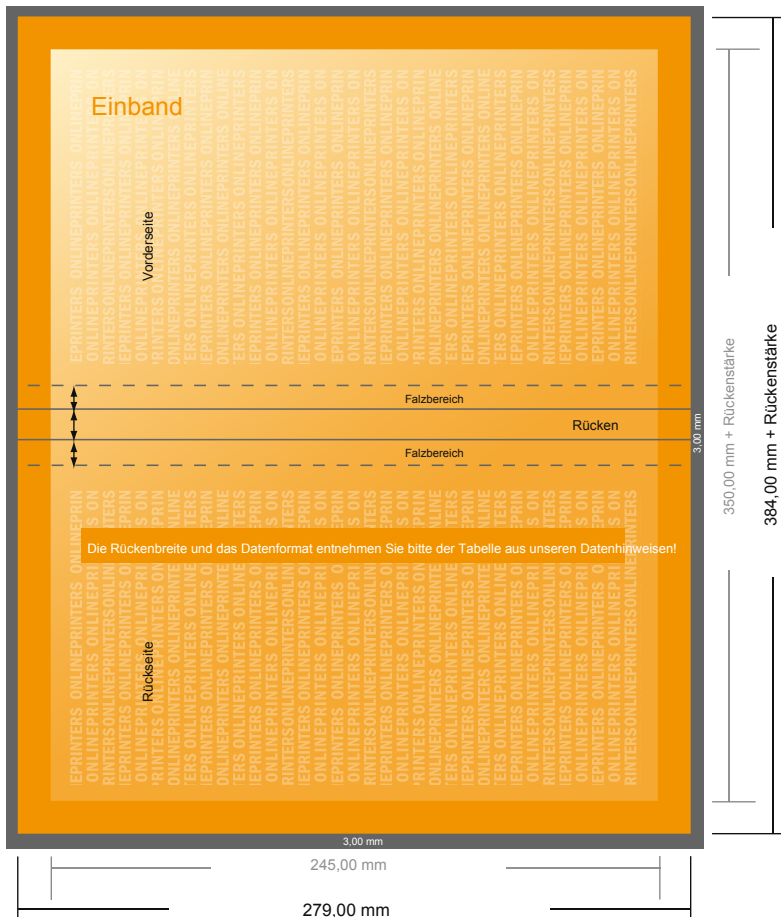 Einband
Vorderseite
Falzbereich
Rücken
Falzbereich
Die Rückenbreite und das Datenformat entnehmen Sie bitte der Tabelle aus unseren Datenhinweisen!
Rückseite
3,00 mm
3,00 mm
245,00 mm
279,00 mm
350,00 mm + Rückenstärke
384,00 mm + Rückenstärke